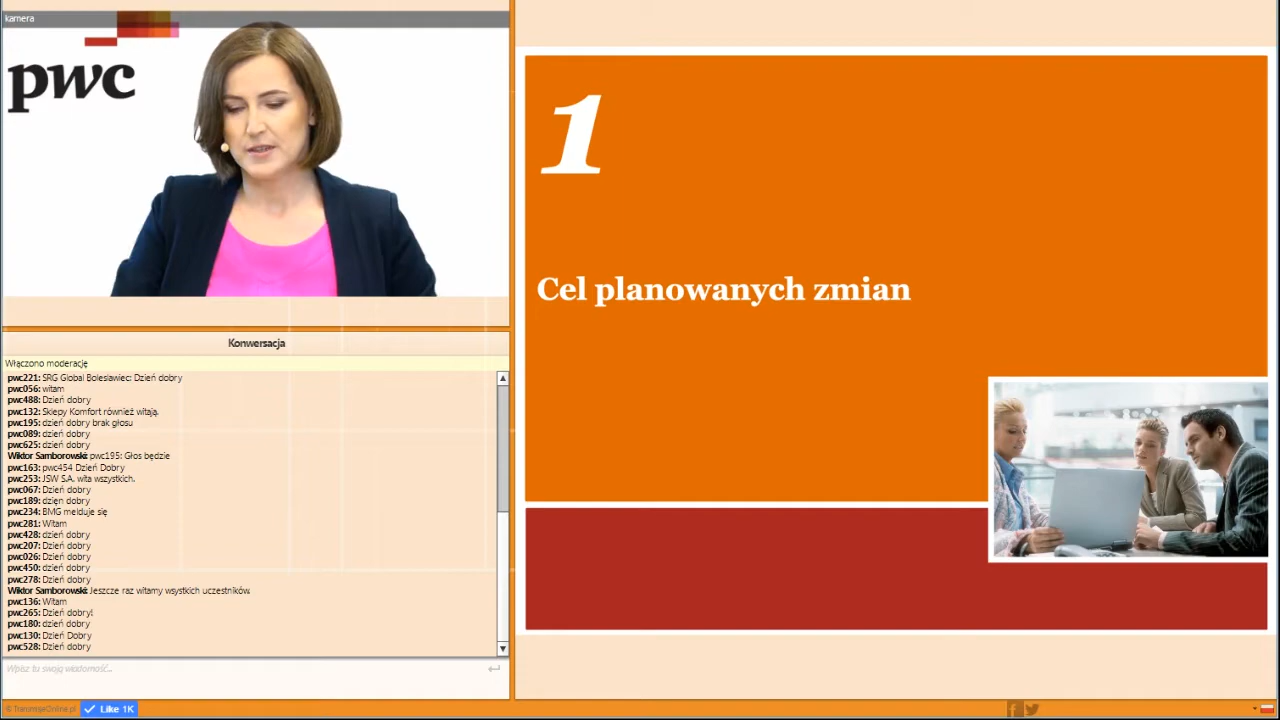 kamera
pwc
1
Cel planowanych zmian
Konwersacja
Włączono moderację
pwc221: SRG Global Bolesławiec: Dzień dobry
pwc056: witam
pwc488: Dzień dobry
pwc132: Sklepy Komfort również witają.
pwc195: dzień dobry brak głosu
pwc089: dzień dobry
pwc625: dzień dobry
Wiktor Samborowski: pwc195: Głos będzie
pwc163: pwc454 Dzień Dobry
pwc253: JSW S.A. wita wszystkich.
pwc067: Dzień dobry
pwc189: dzięn dobry
pwc234: BMG melduje się
pwc281: Witam
pwc428: dzień dobry
pwc207: Dzień dobry
pwc026: Dzień dobry
pwc450: dzień dobry
pwc278: Dzień dobry
Wiktor Samborowski: Jeszcze raz witamy wsystkich uczestników.
pwc136: Witam
pwc265: Dzień dobry!
pwc180: dzień dobry
pwc130: Dzień Dobry
pwc528: Dzień dobry
Wpisz tu swoją wiadomość...
© TransmisjeOnline.pl
Like 1K